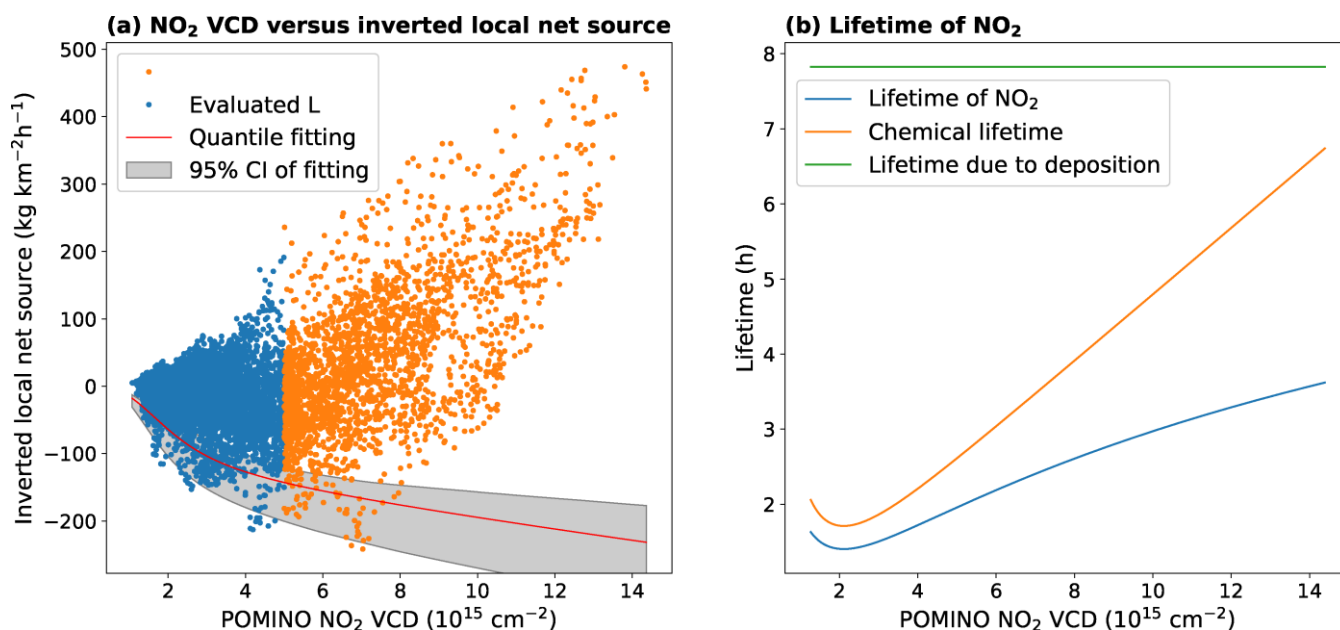 (a) NO₂ VCD versus inverted local net source
500
400
300
200
100
0
−100
−200
Inverted local net source (kg km⁻²h⁻¹)
Evaluated L
Quantile fitting
95% CI of fitting
2 4 6 8 10 12 14
POMINO NO₂ VCD (10¹⁵ cm⁻²)
(b) Lifetime of NO₂
8
7
6
5
4
3
2
Lifetime (h)
Lifetime of NO₂
Chemical lifetime
Lifetime due to deposition
2 4 6 8 10 12 14
POMINO NO₂ VCD (10¹⁵ cm⁻²)